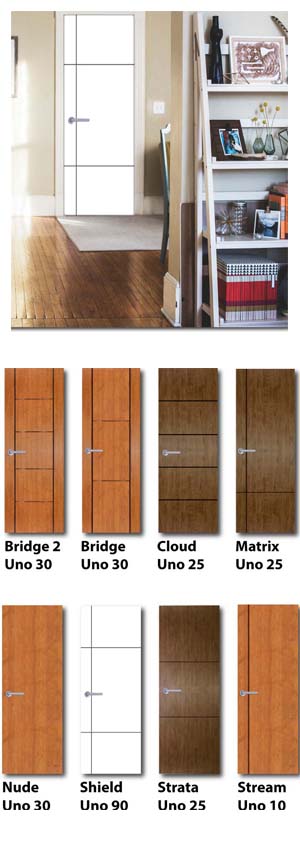 Bridge 2 Bridge Cloud Matrix
Uno 30 Uno 30 Uno 25 Uno 25
Nude Shield Strata Stream
Uno 30 Uno 90 Uno 25 Uno 10